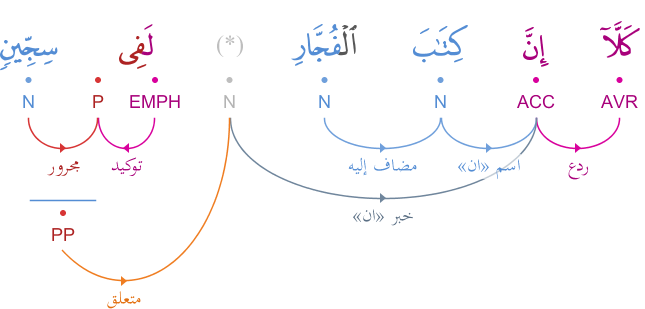 كَلَّآ إِنَّ كِتَـٰبَ ٱلْفُجَّارِ (*) لَفِى سِجِّينٍ
AVR ACC N N N EMPH P N
ردع اسم «ان» مضاف إليه توكيد مجرور
خبر «ان»
PP
متعلق